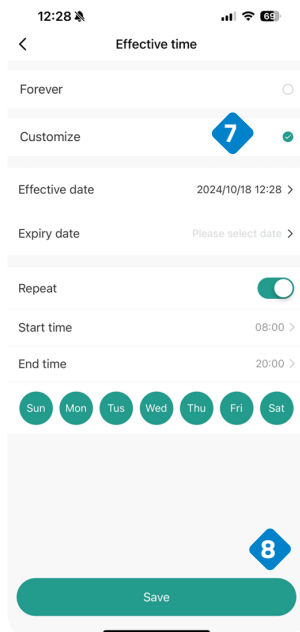 12:28 69
Effective time
Forever
Customize 7
Effective date 2024/10/18 12:28 >
Expiry date Please select date >
Repeat
Start time 08:00 >
End time 20:00 >
Sun Mon Tus Wed Thu Fri Sat
8
Save